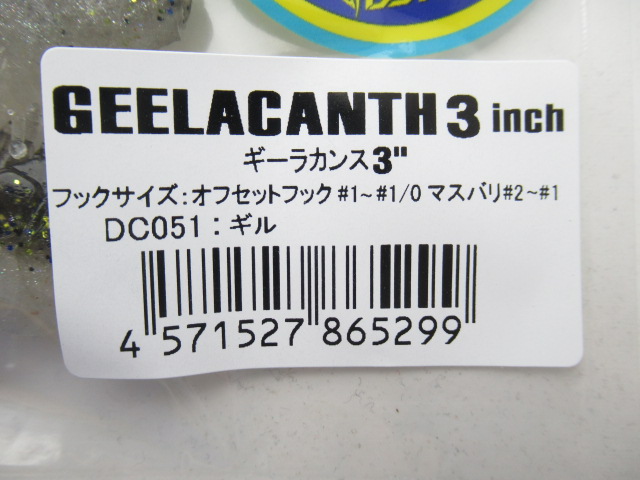 GEELACANTH 3 inch
ギーラカンス3"
フックサイズ:オフセットフック #1~#1/0 マスバリ#2~#1
DC051:ギル
4 571527 865299